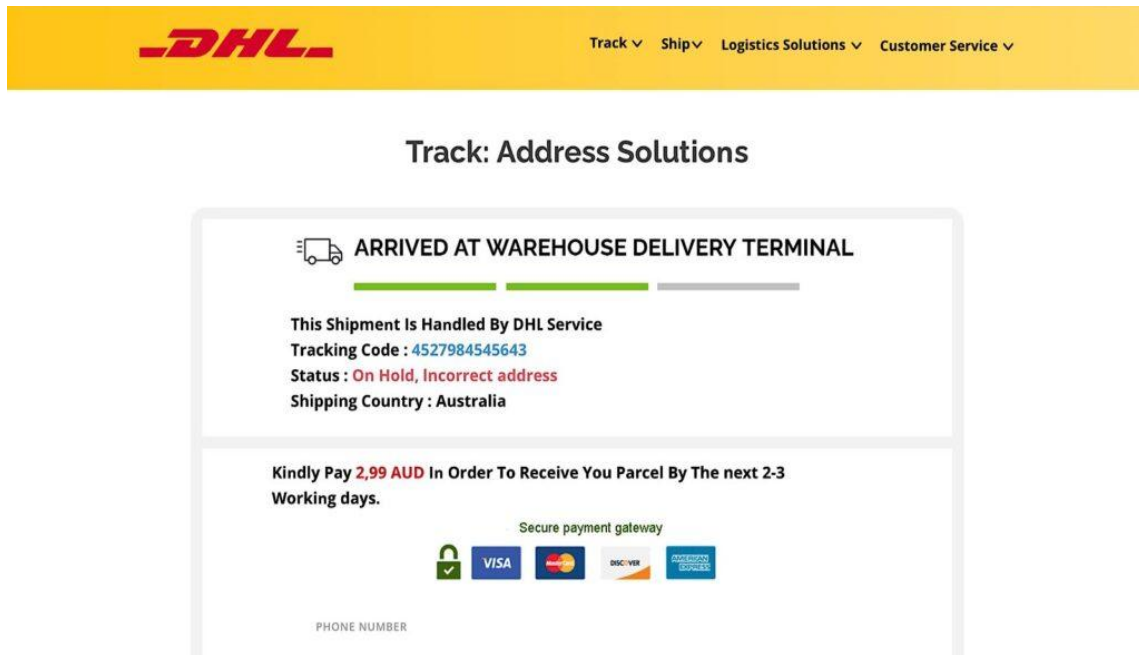 DHL
Track Ship Logistics Solutions Customer Service
Track: Address Solutions
ARRIVED AT WAREHOUSE DELIVERY TERMINAL
This Shipment Is Handled By DHL Service
Tracking Code : 4527984545643
Status : On Hold, Incorrect address
Shipping Country : Australia
Kindly Pay 2,99 AUD In Order To Receive You Parcel By The next 2-3
Working days.
Secure payment gateway
VISA MasterCard DISCOVER AMERICAN EXPRESS
PHONE NUMBER